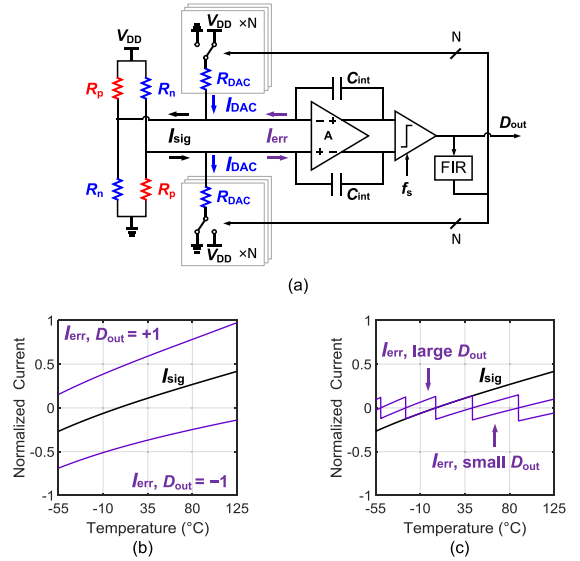 VDD ×N
VDD
Rp Rn RDAC
IDAC
Cint
N
Isig Ierr A Dout
IDAC
FIR
Rn Rp RDAC Cint fs
N
VDD ×N
(a)
Ierr, Dout = +1
Isig
Ierr, Dout = −1
Normalized Current
1
0.5
0
-0.5
-1
-55 -10 35 80 125
Temperature (°C)
(b)
Ierr, large Dout
Isig
Ierr, small Dout
Normalized Current
1
0.5
0
-0.5
-1
-55 -10 35 80 125
Temperature (°C)
(c)